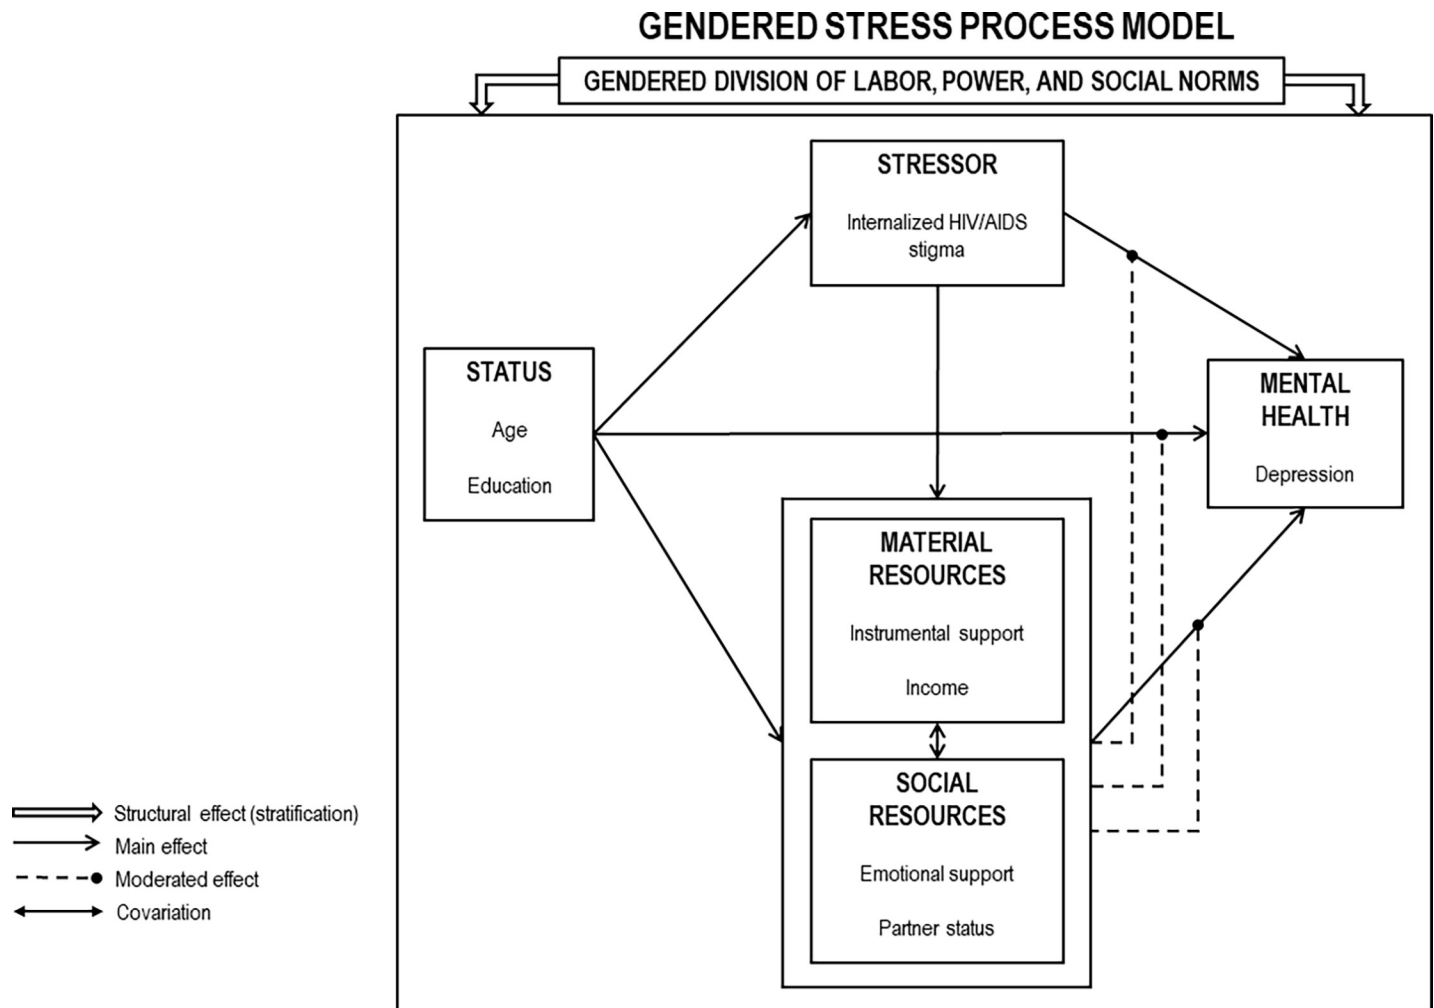 GENDERED STRESS PROCESS MODEL
GENDERED DIVISION OF LABOR, POWER, AND SOCIAL NORMS
STRESSOR
Internalized HIV/AIDS
stigma
STATUS
Age
Education
MENTAL
HEALTH
Depression
MATERIAL
RESOURCES
Instrumental support
Income
SOCIAL
RESOURCES
Emotional support
Partner status
Structural effect (stratification)
Main effect
Moderated effect
Covariation